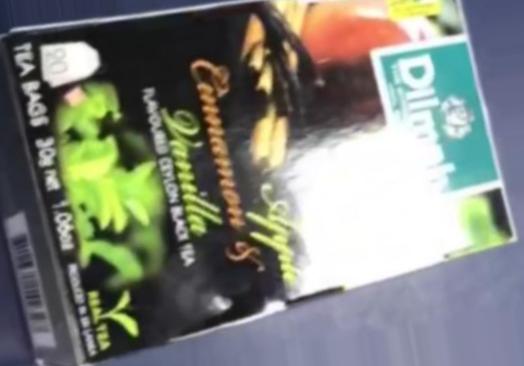 Dilmah
Apple
Cinnamon &
Vanilla
FLAVOURED CEYLON BLACK TEA
20
TEA BAGS 30g net 1.06oz
REAL TEA